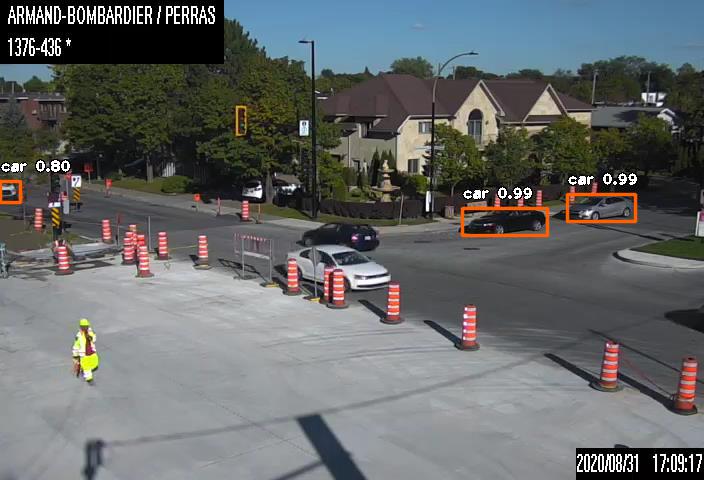 ARMAND-BOMBARDIER / PERRAS
1376-436 *
car 0.80
car 0.99
car 0.99
2020/08/31 17:09:17